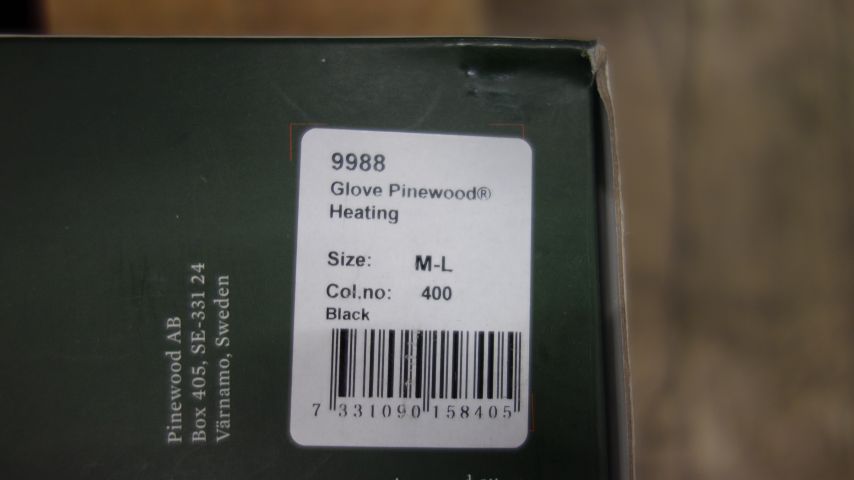 9988
Glove Pinewood®
Heating
Size: M-L
Col.no: 400
Black
7 331090 158405
Pinewood AB
Box 405, SE-331 24
Värnamo, Sweden